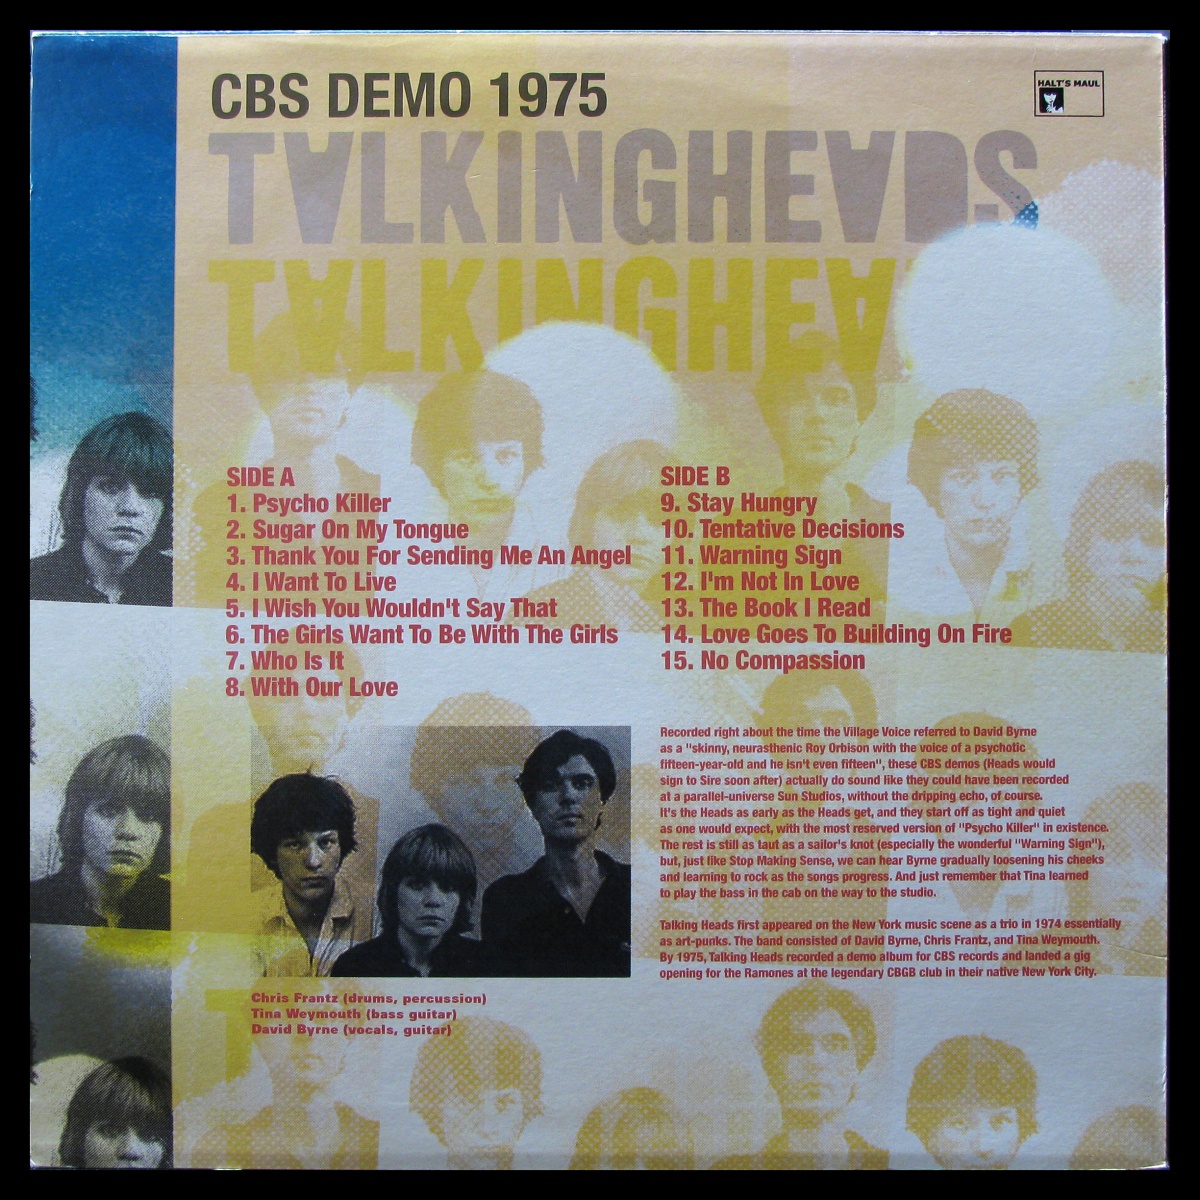 CBS DEMO 1975
HALT'S MAUL
TALKINGHEADS
TALKINGHEA
SIDE A
1. Psycho Killer
2. Sugar On My Tongue
3. Thank You For Sending Me An Angel
4. I Want To Live
5. I Wish You Wouldn't Say That
6. The Girls Want To Be With The Girls
7. Who Is It
8. With Our Love
SIDE B
9. Stay Hungry
10. Tentative Decisions
11. Warning Sign
12. I'm Not In Love
13. The Book I Read
14. Love Goes To Building On Fire
15. No Compassion
Recorded right about the time the Village Voice referred to David Byrne
as a "skinny, neurasthenic Roy Orbison with the voice of a psychotic
fifteen-year-old and he isn't even fifteen", these CBS demos (Heads would
sign to Sire soon after) actually do sound like they could have been recorded
at a parallel-universe Sun Studios, without the dripping echo, of course.
It's the Heads as early as the Heads get, and they start off as tight and quiet
as one would expect, with the most reserved version of "Psycho Killer" in existence.
The rest is still as taut as a sailor's knot (especially the wonderful "Warning Sign"),
but, just like Stop Making Sense, we can hear Byrne gradually loosening his cheeks
and learning to rock as the songs progress. And just remember that Tina learned
to play the bass in the cab on the way to the studio.
Talking Heads first appeared on the New York music scene as a trio in 1974 essentially
as art-punks. The band consisted of David Byrne, Chris Frantz, and Tina Weymouth.
By 1975, Talking Heads recorded a demo album for CBS records and landed a gig
opening for the Ramones at the legendary CBGB club in their native New York City.
Chris Frantz (drums, percussion)
Tina Weymouth (bass guitar)
David Byrne (vocals, guitar)